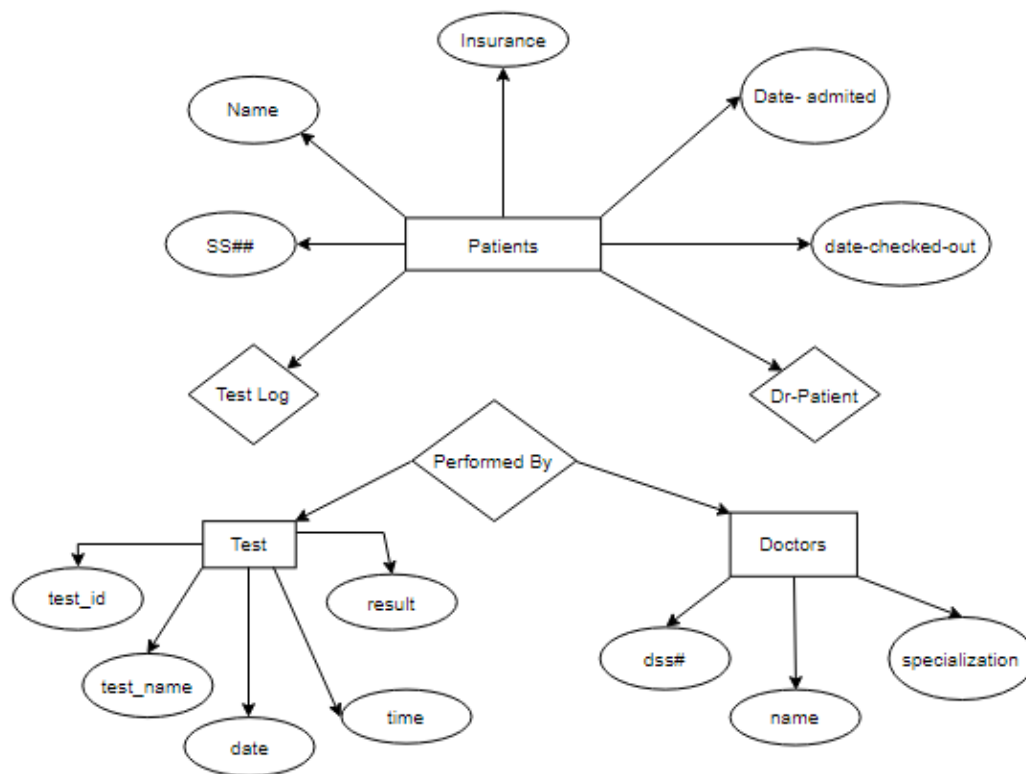 Insurance
Name
Date- admited
SS##
Patients
date-checked-out
Test Log
Dr-Patient
Performed By
Test
Doctors
test_id
result
dss#
specialization
test_name
time
name
date